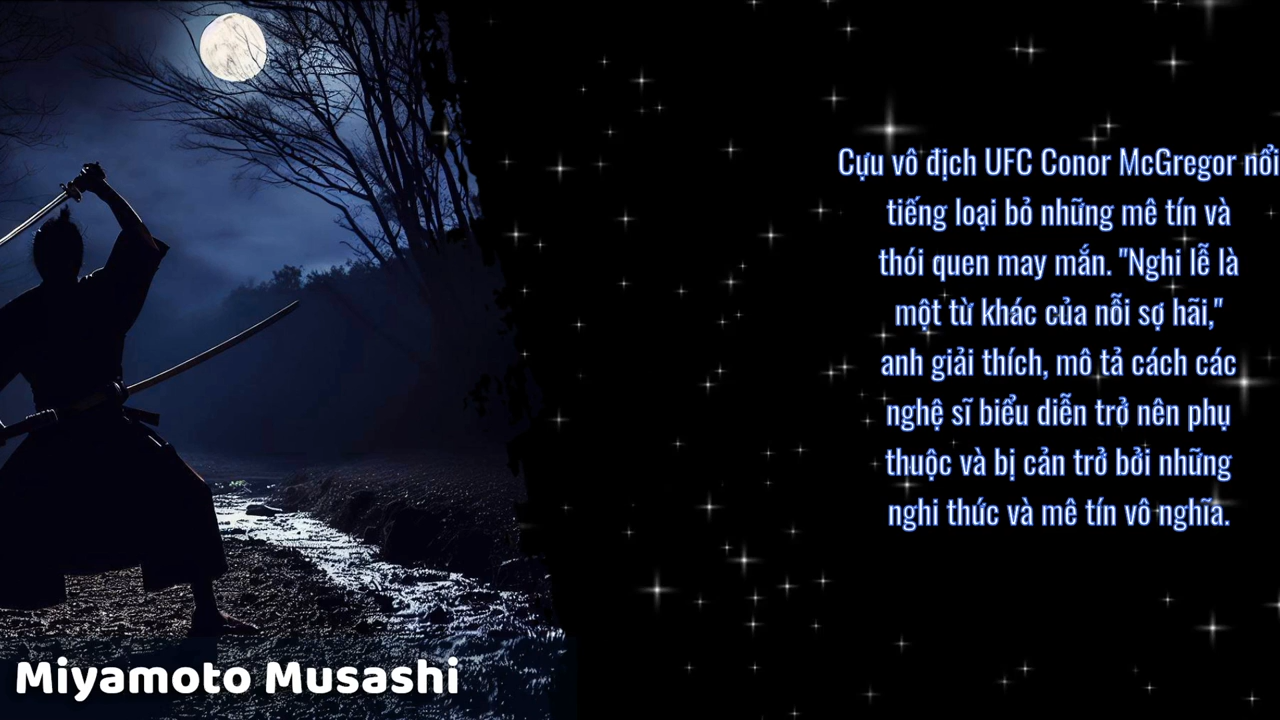 Cựu vô địch UFC Conor McGregor nổi
tiếng loại bỏ những mê tín và
thói quen may mắn. "Nghi lễ là
một từ khác của nỗi sợ hãi,"
anh giải thích, mô tả cách các
nghệ sĩ biểu diễn trở nên phụ
thuộc và bị cản trở bởi những
nghi thức và mê tín vô nghĩa.
Miyamoto Musashi